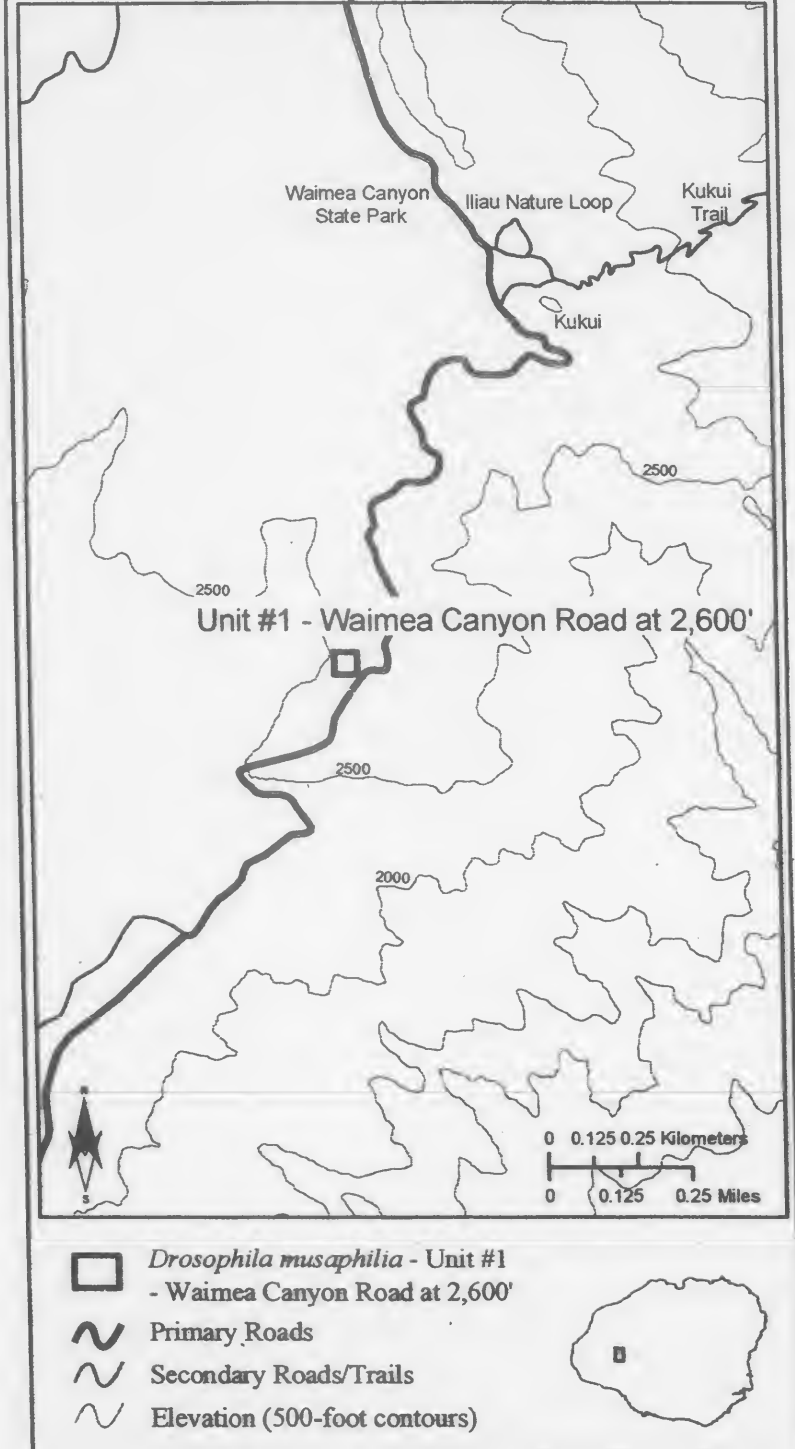 Waimea Canyon
State Park
Iliau Nature Loop
Kukui
Trail
Kukui
2500
2500
Unit #1 - Waimea Canyon Road at 2,600'
2500
2000
N
S
0 0.125 0.25 Kilometers
0 0.125 0.25 Miles
Drosophila musaphilia - Unit #1
- Waimea Canyon Road at 2,600'
Primary Roads
Secondary Roads/Trails
Elevation (500-foot contours)